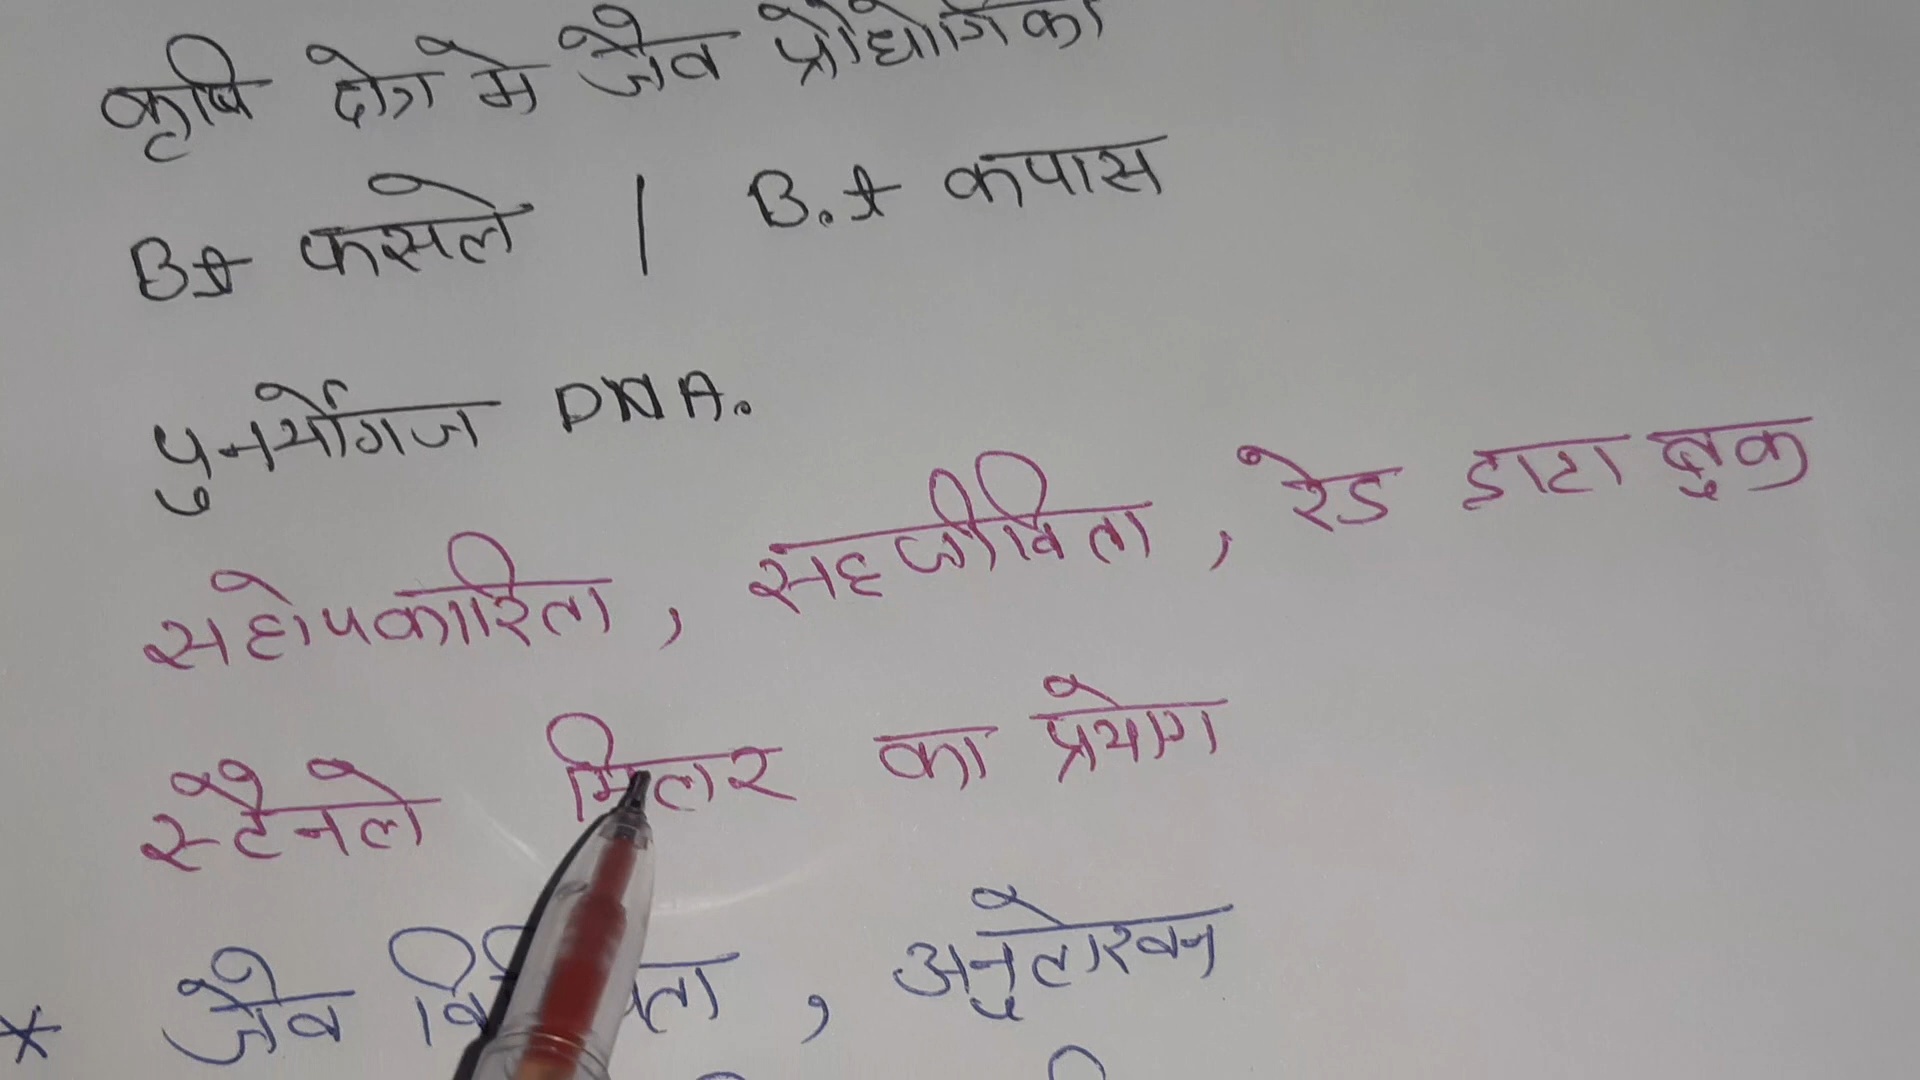 कृषि क्षेत्र मे जैव प्रौधोगिकी
Bt फसले / B.t कपास
पुनर्योगज DNA.
सहोपकारिता, सहजीविता, रेड डाटा बुक
स्टैनले मिलर का प्रयोग
* जैव, अनुलेखन